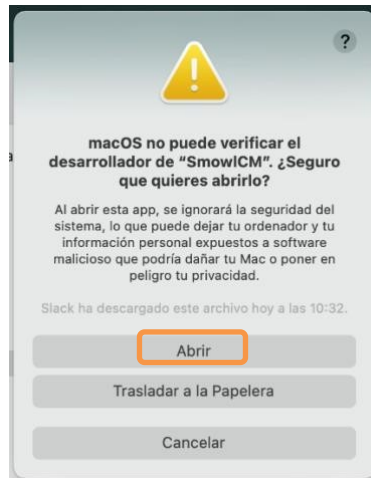 ?
macOS no puede verificar el
desarrollador de “SmowlCM”. ¿Seguro
que quieres abrirlo?
Al abrir esta app, se ignorará la seguridad del
sistema, lo que puede dejar tu ordenador y tu
información personal expuestos a software
malicioso que podría dañar tu Mac o poner en
peligro tu privacidad.
Slack ha descargado este archivo hoy a las 10:32.
Abrir
Trasladar a la Papelera
Cancelar